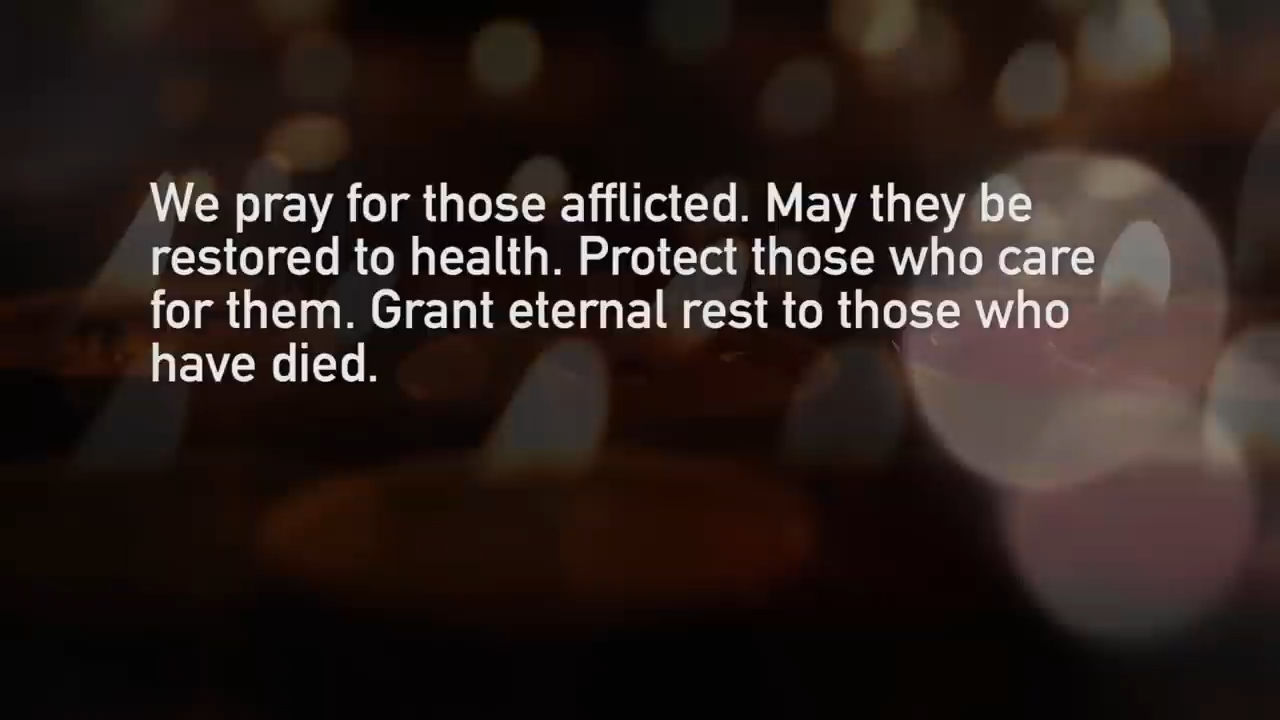 We pray for those afflicted. May they be
restored to health. Protect those who care
for them. Grant eternal rest to those who
have died.